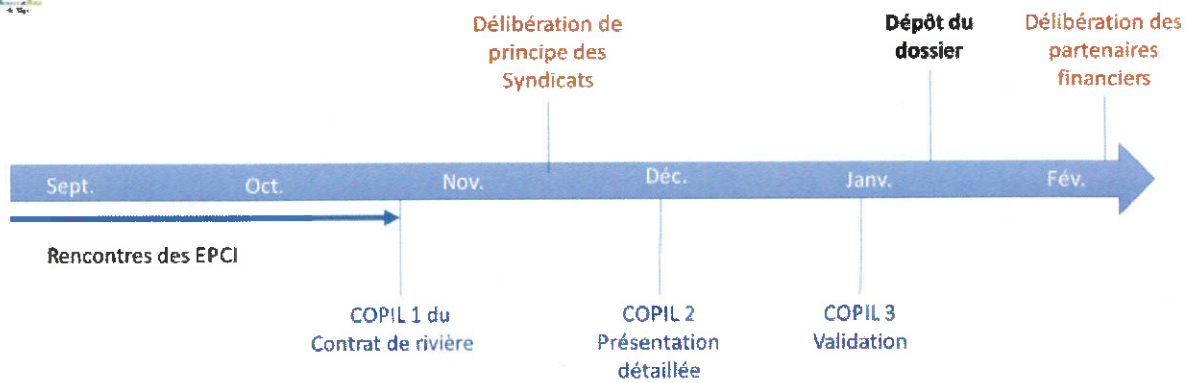 Délibération de
principe des
Syndicats
Dépôt du
dossier
Délibération des
partenaires
financiers
Sept.
Oct.
Nov.
Déc.
Janv.
Fév.
Rencontres des EPCI
COPIL 1 du
Contrat de rivière
COPIL 2
Présentation
détaillée
COPIL 3
Validation